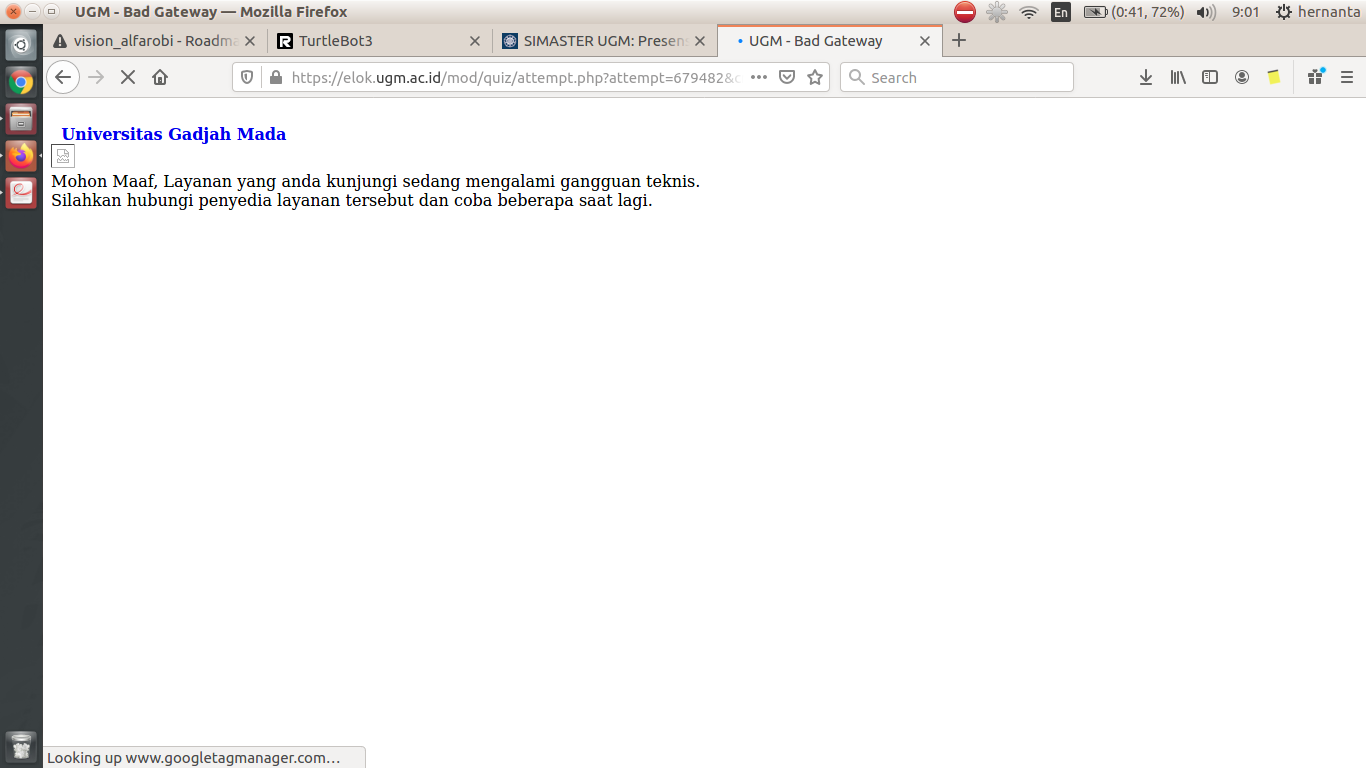 UGM - Bad Gateway — Mozilla Firefox
En
(0:41, 72%)
9:01
hernanta
vision_alfarobi - Roadma
TurtleBot3
SIMASTER UGM: Presens
UGM - Bad Gateway
https://elok.ugm.ac.id/mod/quiz/attempt.php?attempt=679482&c
Search
Universitas Gadjah Mada
Mohon Maaf, Layanan yang anda kunjungi sedang mengalami gangguan teknis.
Silahkan hubungi penyedia layanan tersebut dan coba beberapa saat lagi.
Looking up www.googletagmanager.com…